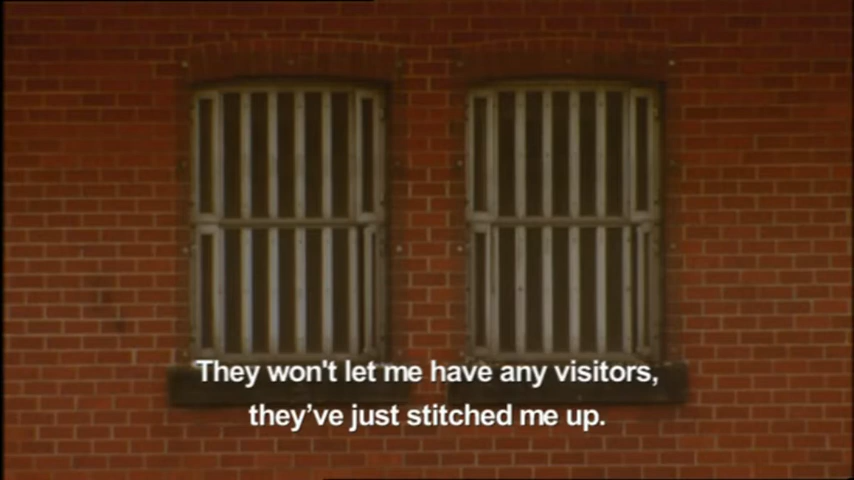 They won't let me have any visitors,
they’ve just stitched me up.